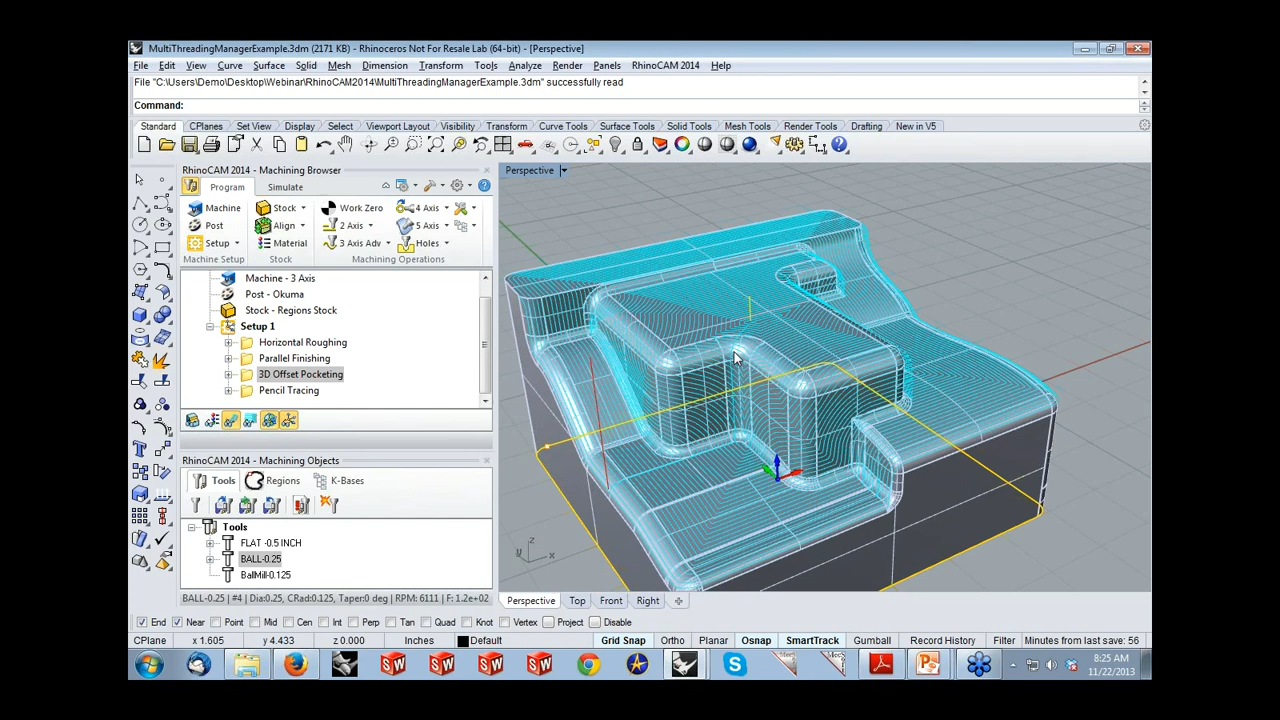 MultiThreadingManagerExample.3dm (2171 KB) - Rhinoceros Not For Resale Lab (64-bit) - [Perspective]
File Edit View Curve Surface Solid Mesh Dimension Transform Tools Analyze Render Panels RhinoCAM 2014 Help
File "C:\Users\Demo\Desktop\Webinar\RhinoCAM2014\MultiThreadingManagerExample.3dm" successfully read
Command:
Standard CPlanes Set View Display Select Viewport Layout Visibility Transform Curve Tools Surface Tools Solid Tools Mesh Tools Render Tools Drafting New in V5
RhinoCAM 2014 - Machining Browser
Program Simulate
Machine Stock Work Zero 4 Axis
Post Align 2 Axis 5 Axis
Setup Material 3 Axis Adv Holes
Machine Setup Stock Machining Operations
Machine - 3 Axis
Post - Okuma
Stock - Regions Stock
Setup 1
Horizontal Roughing
Parallel Finishing
3D Offset Pocketing
Pencil Tracing
RhinoCAM 2014 - Machining Objects
Tools Regions K-Bases
Tools
FLAT -0.5 INCH
BALL-0.25
BallMill-0.125
BALL-0.25 | #4 | Dia:0.25, CRad:0.125, Taper:0 deg | RPM: 6111 | F: 1.2e+02
Perspective
z
y x
Perspective Top Front Right
End Near Point Mid Cen Int Perp Tan Quad Knot Vertex Project Disable
CPlane x 1.605 y 4.433 z 0.000 Inches Default Grid Snap Ortho Planar Osnap SmartTrack Gumball Record History Filter Minutes from last save: 56
SW SW SW SW
8:25 AM
11/22/2013